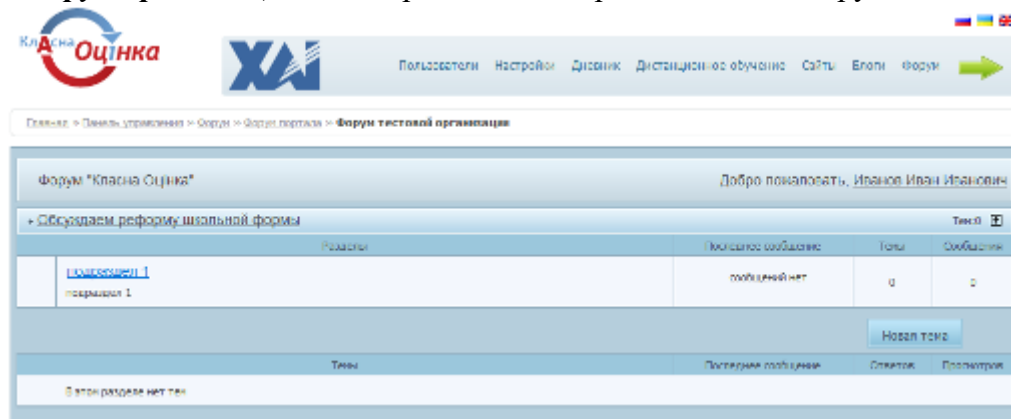 КлАсна Оцінка
ХАІ
Пользователи Настройки Дневник Дистанционное обучение Сайты Блоги Форум
Главная » Панель управления » Форум » Форум портала » Форум тестовой организации
Форум "Класна Оцінка" Добро пожаловать, Иванов Иван Иванович
Обсуждаем реформу школьной формы Тем:0
Разделы Последнее сообщение Темы Сообщения
подраздел 1 сообщений нет 0 0
подраздел 1
Новая тема
Темы Последнее сообщение Ответов Просмотров
В этом разделе нет тем